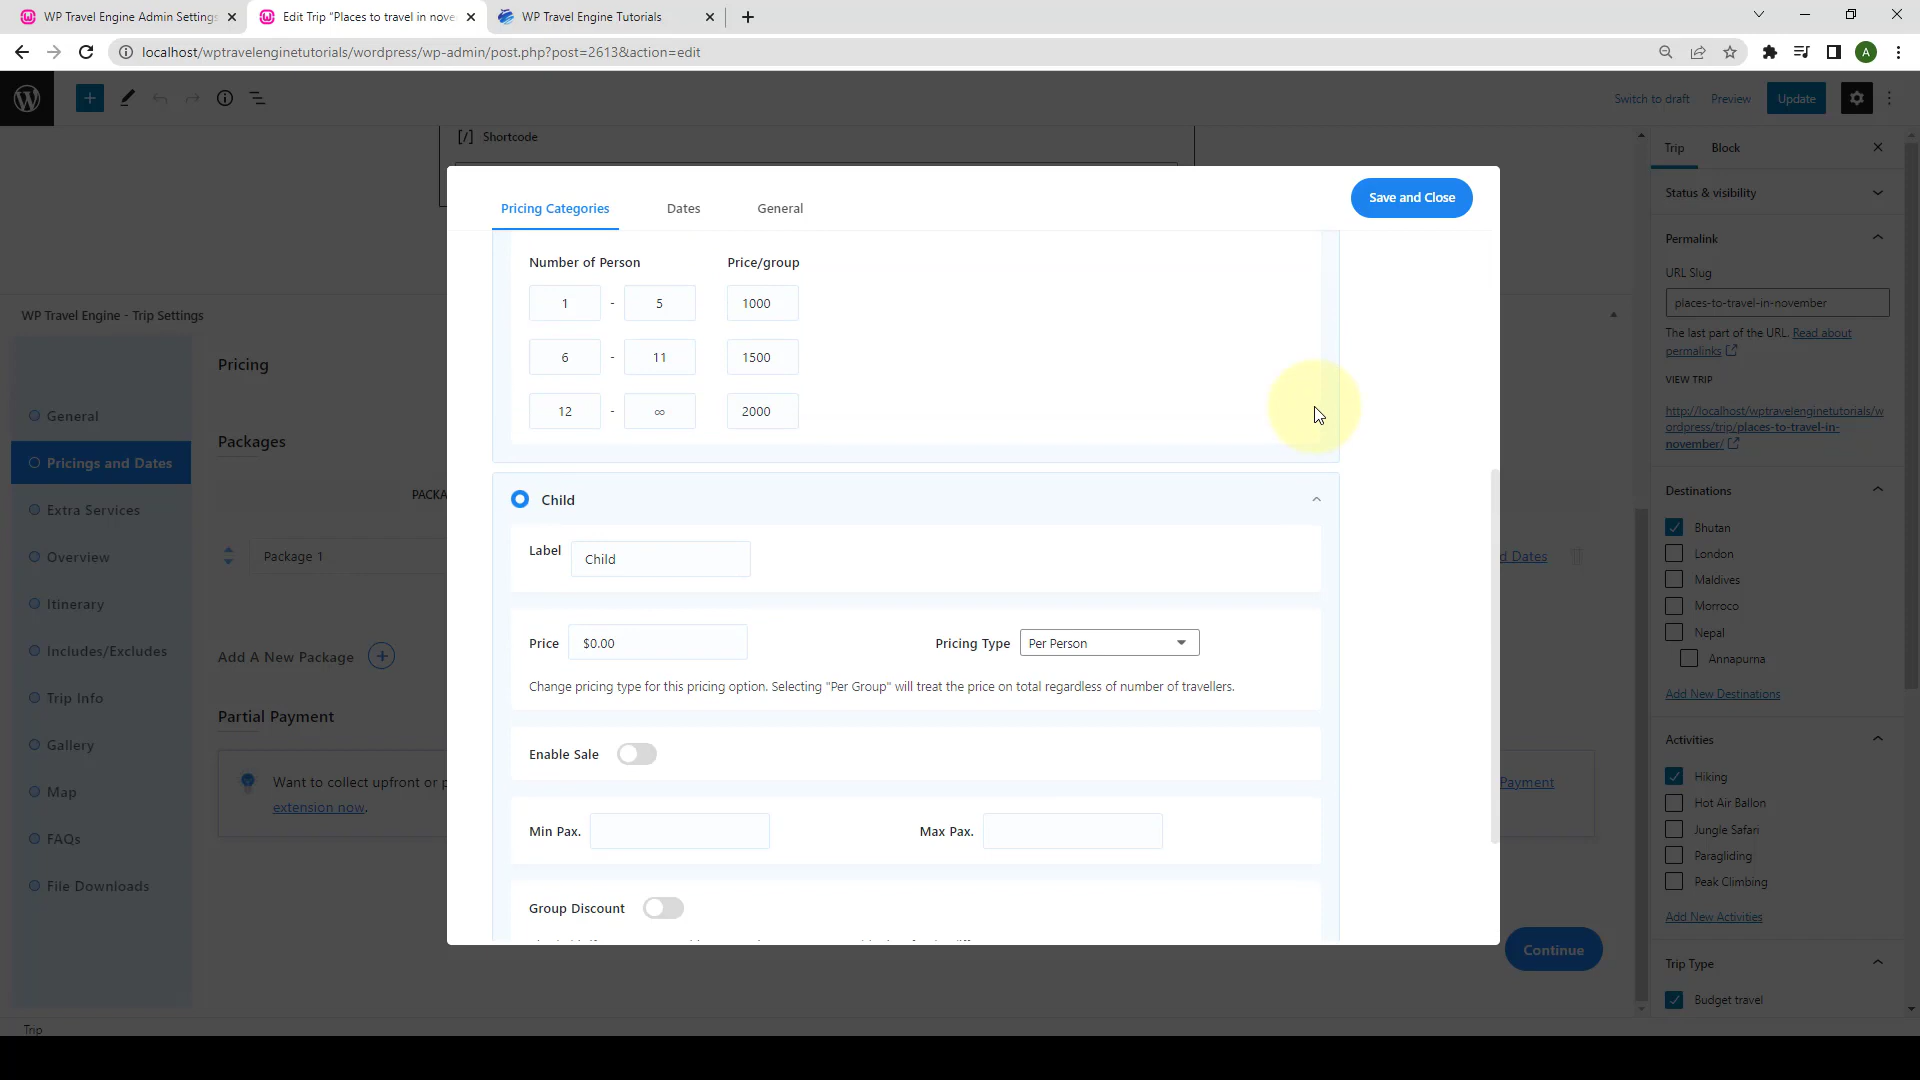 WP Travel Engine Admin Settings
Edit Trip "Places to travel in nove
WP Travel Engine Tutorials
localhost/wptravelenginetutorials/wordpress/wp-admin/post.php?post=2613&action=edit
A
Switch to draft
Preview
Update
[/] Shortcode
Trip
Block
Pricing Categories
Dates
General
Save and Close
Status & visibility
Permalink
URL Slug
places-to-travel-in-november
The last part of the URL. Read about
permalinks
VIEW TRIP
http://localhost/wptravelenginetutorials/w
ordpress/trip/places-to-travel-in-
november/
WP Travel Engine - Trip Settings
Pricing
General
Packages
Pricings and Dates
PACKA
Extra Services
Package 1
d Dates
Overview
Itinerary
Includes/Excludes
Add A New Package
Trip Info
Partial Payment
Gallery
Want to collect upfront or p
Payment
extension now.
Map
FAQs
File Downloads
Number of Person
Price/group
1 - 5 1000
6 - 11 1500
12 - ∞ 2000
Child
Label
Child
Price
$0.00
Pricing Type
Per Person
Change pricing type for this pricing option. Selecting "Per Group" will treat the price on total regardless of number of travellers.
Enable Sale
Min Pax.
Max Pax.
Group Discount
Continue
Destinations
Bhutan
London
Maldives
Morroco
Nepal
Annapurna
Add New Destinations
Activities
Hiking
Hot Air Ballon
Jungle Safari
Paragliding
Peak Climbing
Add New Activities
Trip Type
Budget travel
Trip